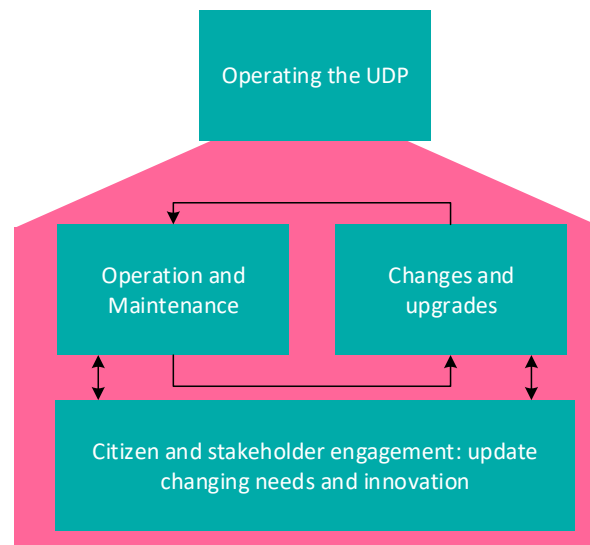 Operating the UDP
Operation and
Maintenance
Changes and
upgrades
Citizen and stakeholder engagement: update
changing needs and innovation